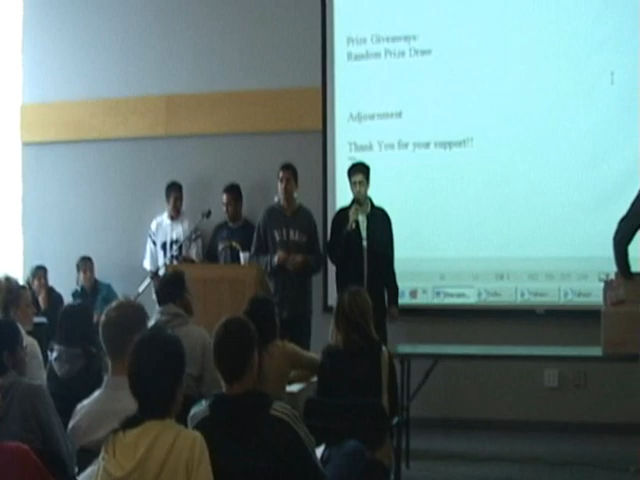 Prize Giveaways:
Random Prize Draw
Adjournment
Thank You for your support!!